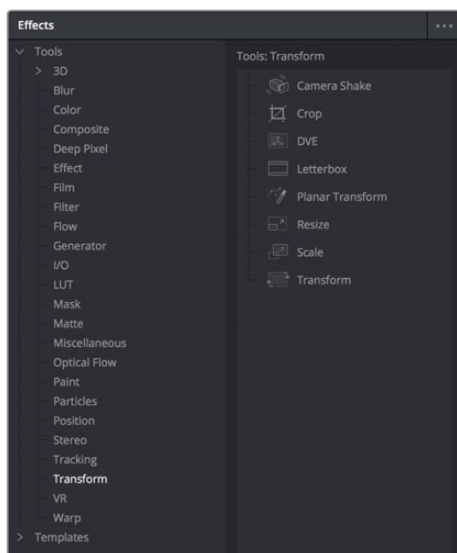 Effects
Tools
3D
Blur
Color
Composite
Deep Pixel
Effect
Film
Filter
Flow
Generator
I/O
LUT
Mask
Matte
Miscellaneous
Optical Flow
Paint
Particles
Position
Stereo
Tracking
Transform
VR
Warp
Templates
Tools: Transform
Camera Shake
Crop
DVE
Letterbox
Planar Transform
Resize
Scale
Transform